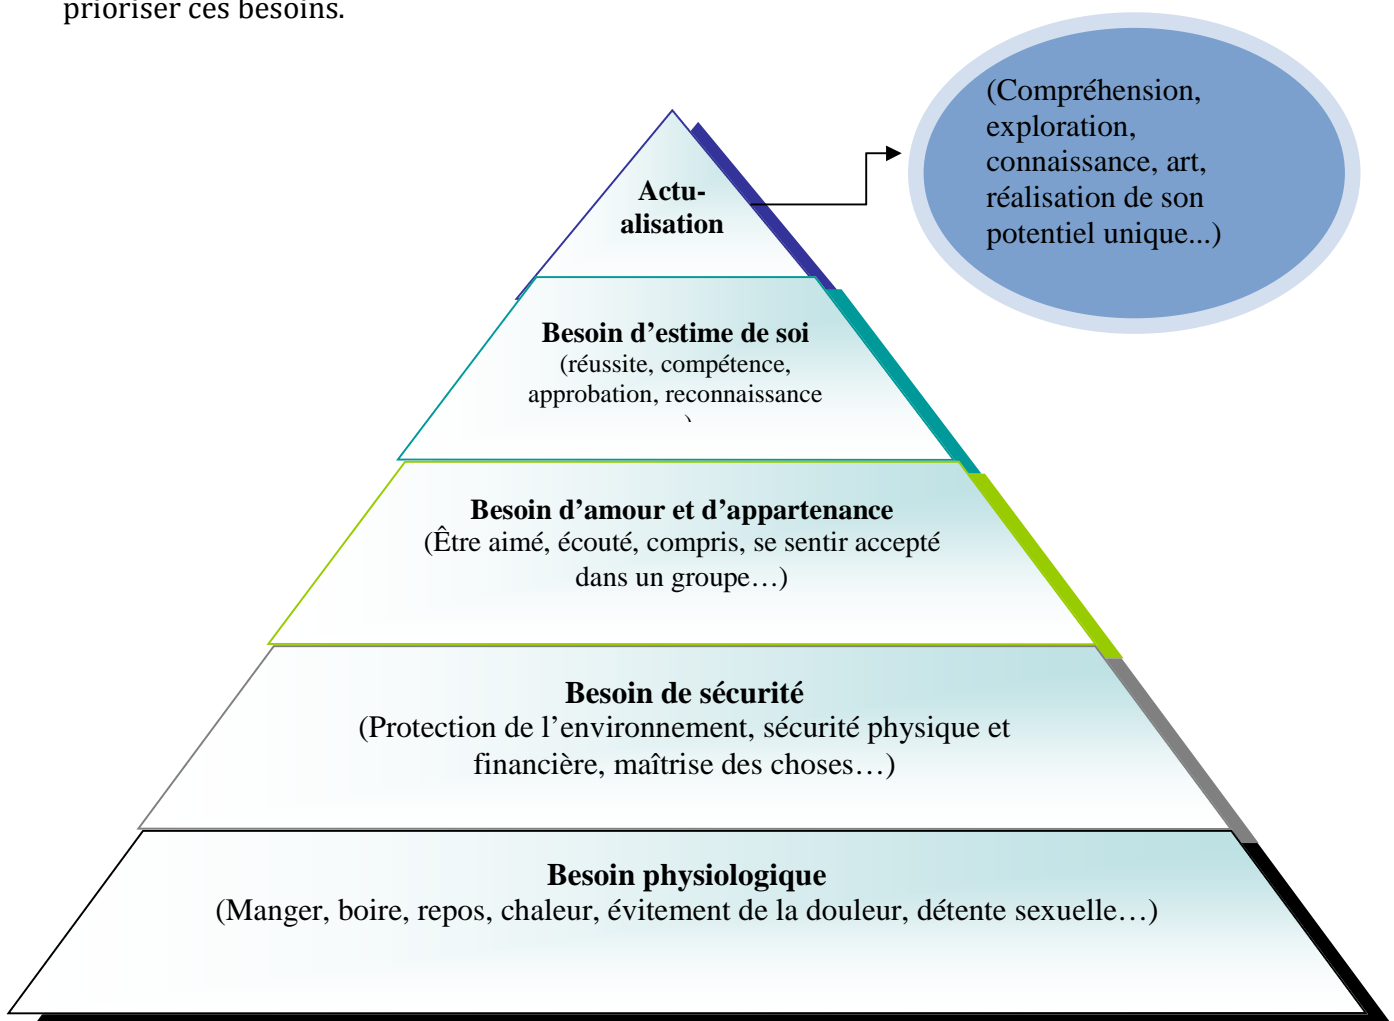 prioriser ces besoins.
(Compréhension,
exploration,
connaissance, art,
réalisation de son
potentiel unique...)
Actu-
alisation
Besoin d’estime de soi
(réussite, compétence,
approbation, reconnaissance
)
Besoin d’amour et d’appartenance
(Être aimé, écouté, compris, se sentir accepté
dans un groupe…)
Besoin de sécurité
(Protection de l’environnement, sécurité physique et
financière, maîtrise des choses…)
Besoin physiologique
(Manger, boire, repos, chaleur, évitement de la douleur, détente sexuelle…)